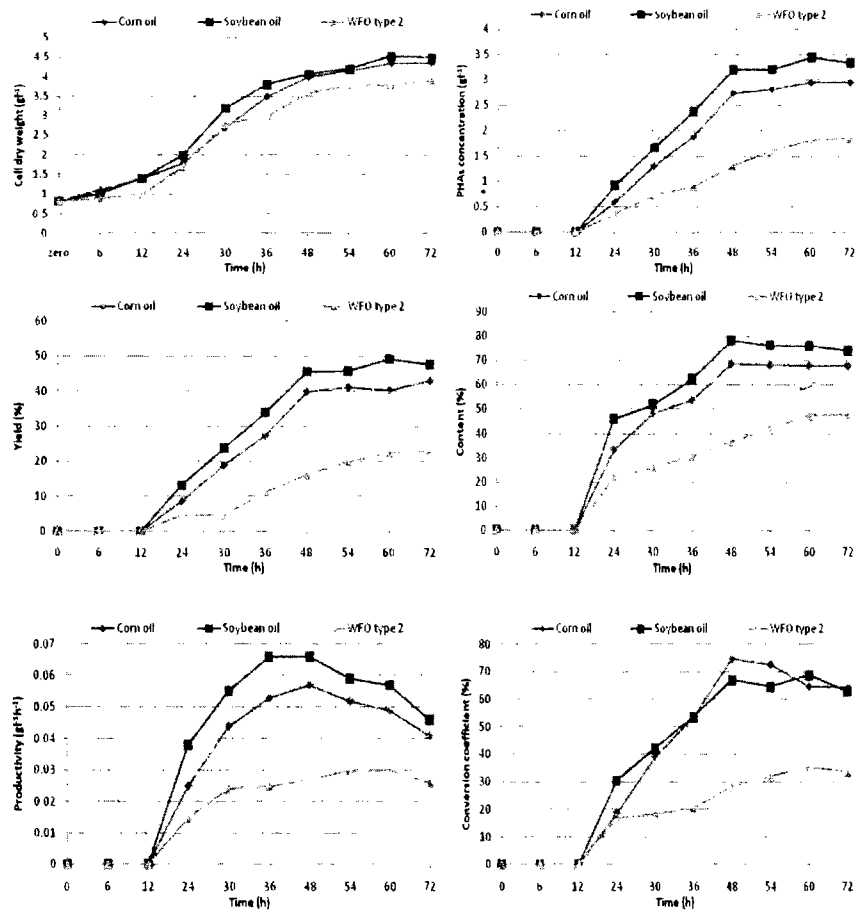 Corn oil Soybean oil WFO type 2
Cell dry weight (gl⁻¹)
5
4.5
4
3.5
3
2.5
2
1.5
1
0.5
0
zero 6 12 24 30 36 48 54 60 72
Time (h)
Corn oil Soybean oil WFO type 2
PHAs concentration (gl⁻¹)
4
3.5
3
2.5
2
1.5
1
0.5
0
0 6 12 24 30 36 48 54 60 72
Time (h)
Corn oil Soybean oil WFO type 2
Yield (%)
60
50
40
30
20
10
0
0 6 12 24 30 36 48 54 60 72
Time (h)
Corn oil Soybean oil WFO type 2
Content (%)
90
80
70
60
50
40
30
20
10
0
0 6 12 24 30 36 48 54 60 72
Time (h)
Corn oil Soybean oil WFO type 2
Productivity (gl⁻¹h⁻¹)
0.07
0.06
0.05
0.04
0.03
0.02
0.01
0
0 6 12 24 30 36 48 54 60 72
Time (h)
Corn oil Soybean oil WFO type 2
Conversion coefficient (%)
80
70
60
50
40
30
20
10
0
0 6 12 24 30 36 48 54 60 72
Time (h)